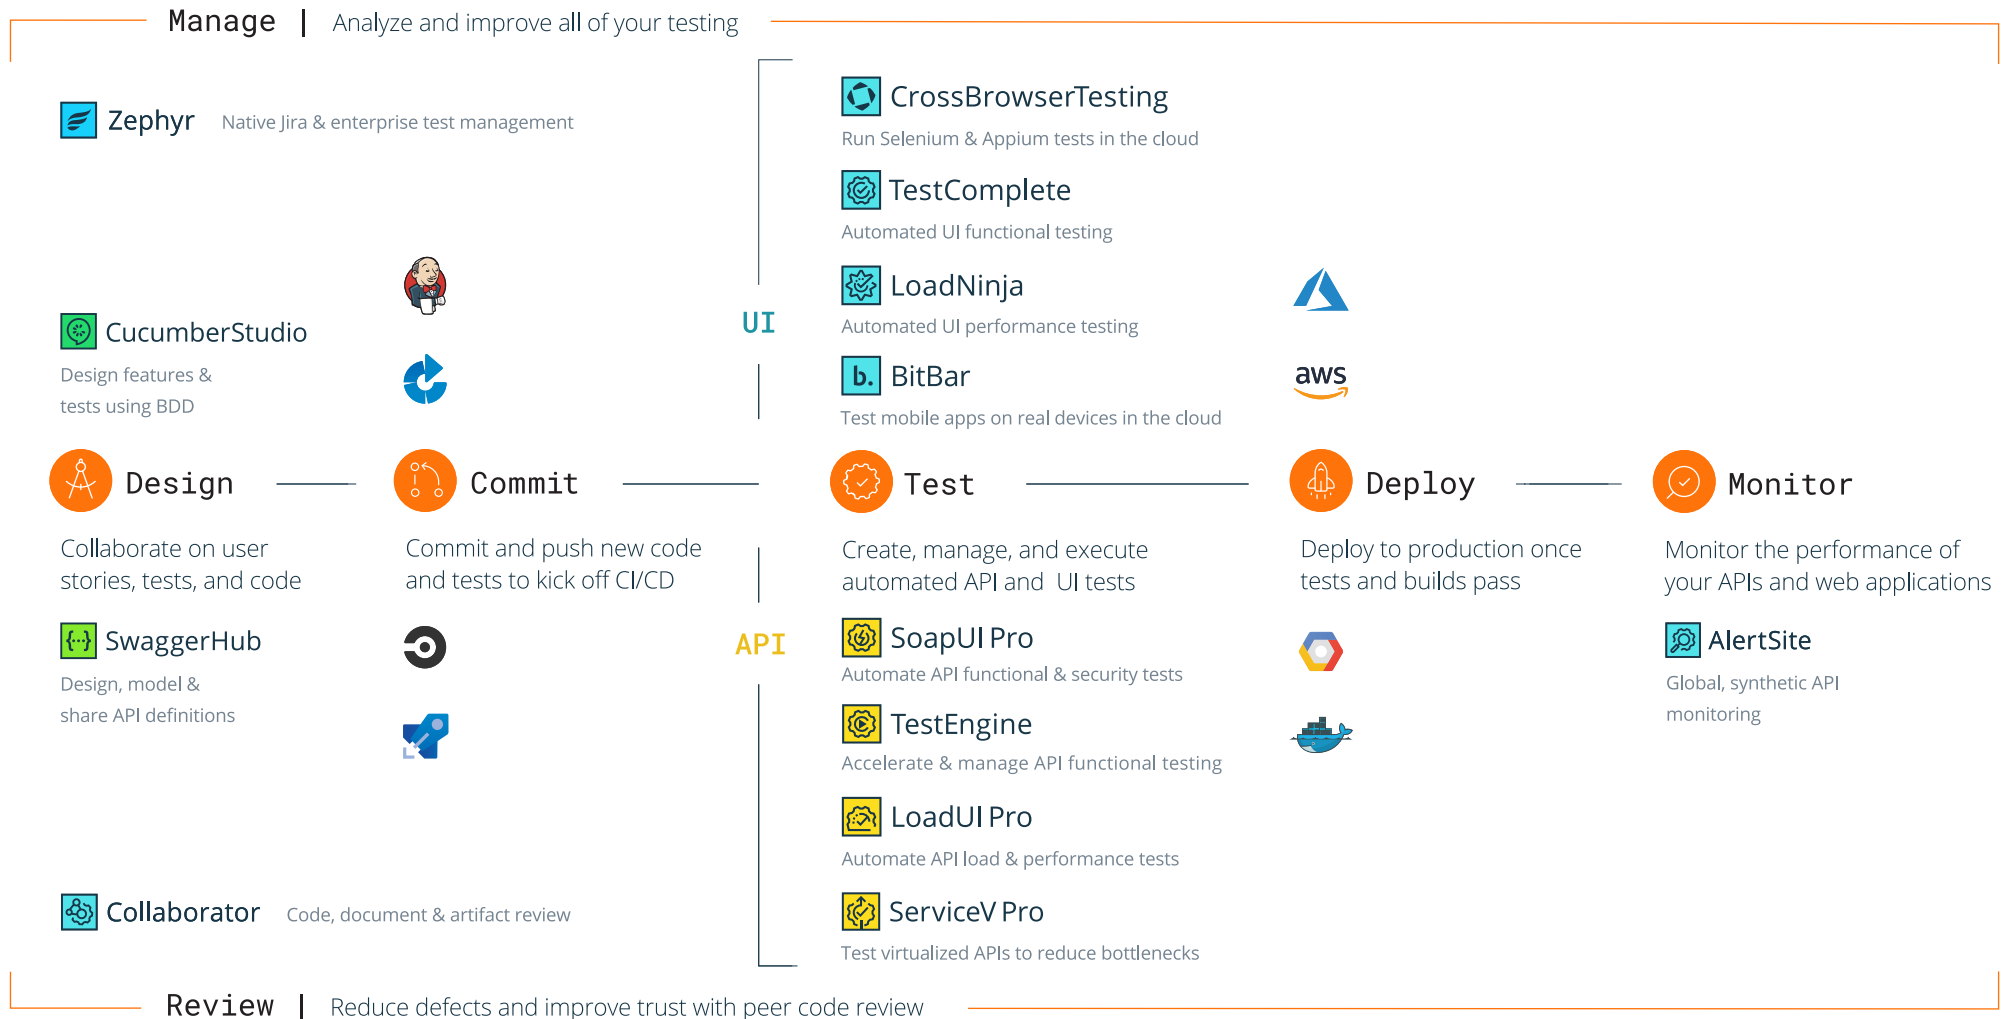 Manage | Analyze and improve all of your testing
Zephyr Native Jira & enterprise test management
CucumberStudio
Design features &
tests using BDD
UI
CrossBrowserTesting
Run Selenium & Appium tests in the cloud
TestComplete
Automated UI functional testing
LoadNinja
Automated UI performance testing
b. BitBar
Test mobile apps on real devices in the cloud
aws
Design
Collaborate on user
stories, tests, and code
Commit
Commit and push new code
and tests to kick off CI/CD
Test
Create, manage, and execute
automated API and UI tests
Deploy
Deploy to production once
tests and builds pass
Monitor
Monitor the performance of
your APIs and web applications
{...} SwaggerHub
Design, model &
share API definitions
API
SoapUI Pro
Automate API functional & security tests
TestEngine
Accelerate & manage API functional testing
LoadUI Pro
Automate API load & performance tests
ServiceV Pro
Test virtualized APIs to reduce bottlenecks
AlertSite
Global, synthetic API
monitoring
Collaborator Code, document & artifact review
Review | Reduce defects and improve trust with peer code review